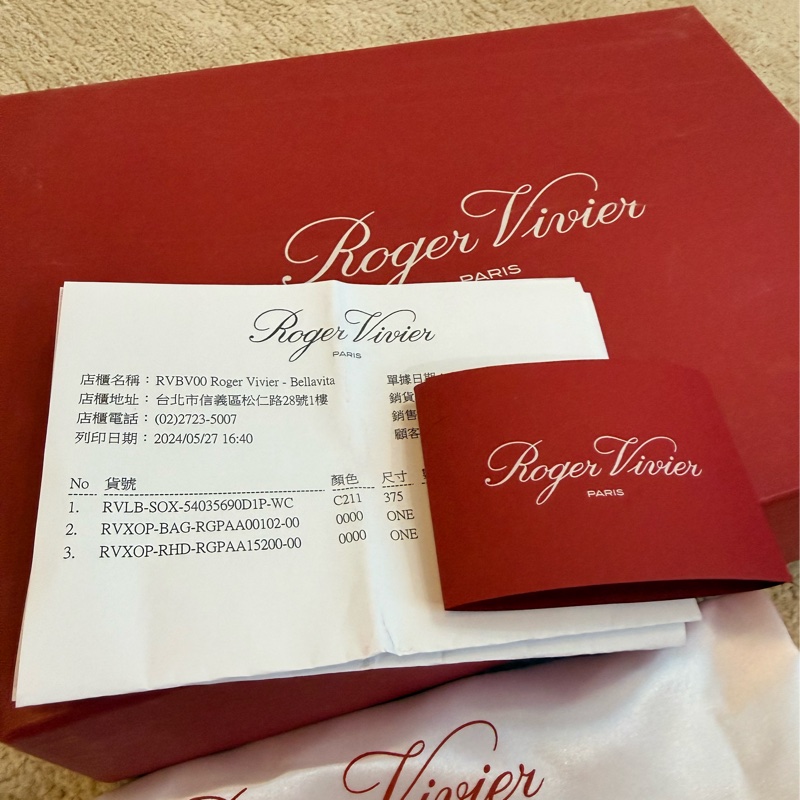 Roger Vivier
PARIS
Roger Vivier
PARIS
店櫃名稱：RVBV00 Roger Vivier - Bellavita
單據日期
店櫃地址：台北市信義區松仁路28號1樓
銷貨
店櫃電話：(02)2723-5007
銷售
列印日期：2024/05/27 16:40
顧客
No 貨號 顏色 尺寸
1. RVLB-SOX-54035690D1P-WC C211 375
2. RVXOP-BAG-RGPAA00102-00 0000 ONE
3. RVXOP-RHD-RGPAA15200-00 0000 ONE
Roger Vivier
PARIS
Vivier